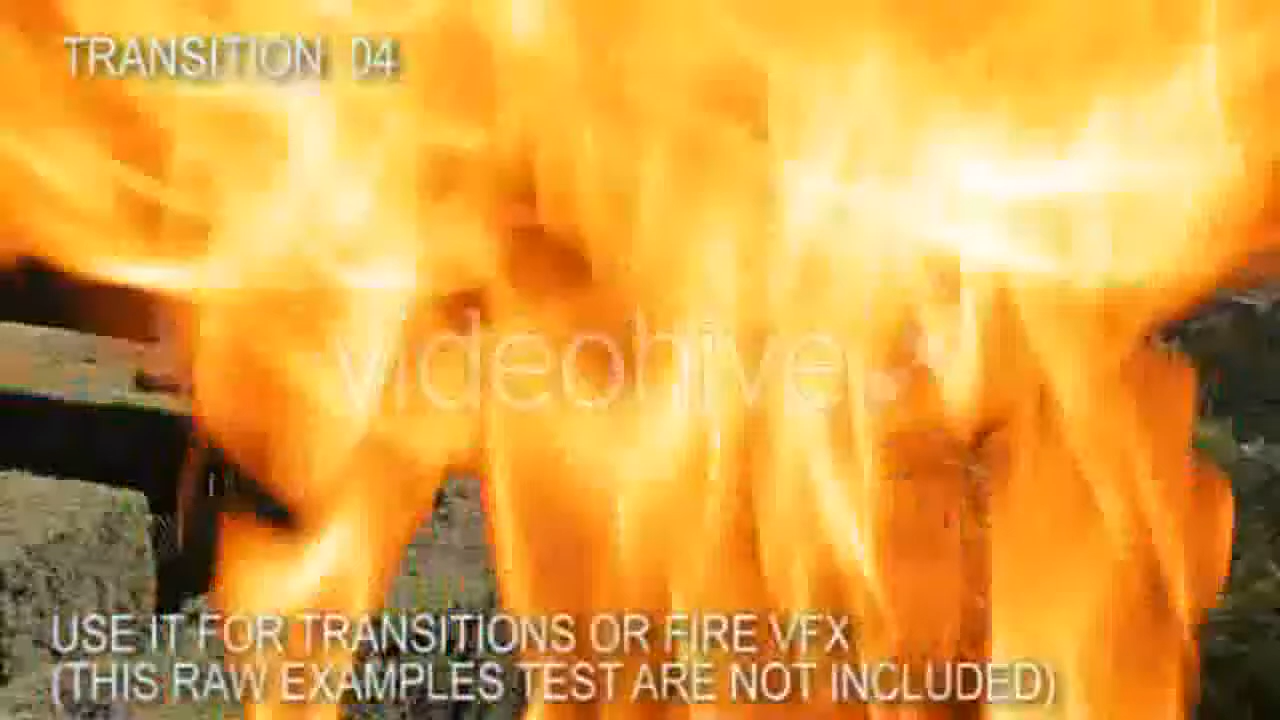 TRANSITION 04
videohive
USE IT FOR TRANSITIONS OR FIRE VFX
(THIS RAW EXAMPLES TEST ARE NOT INCLUDED)